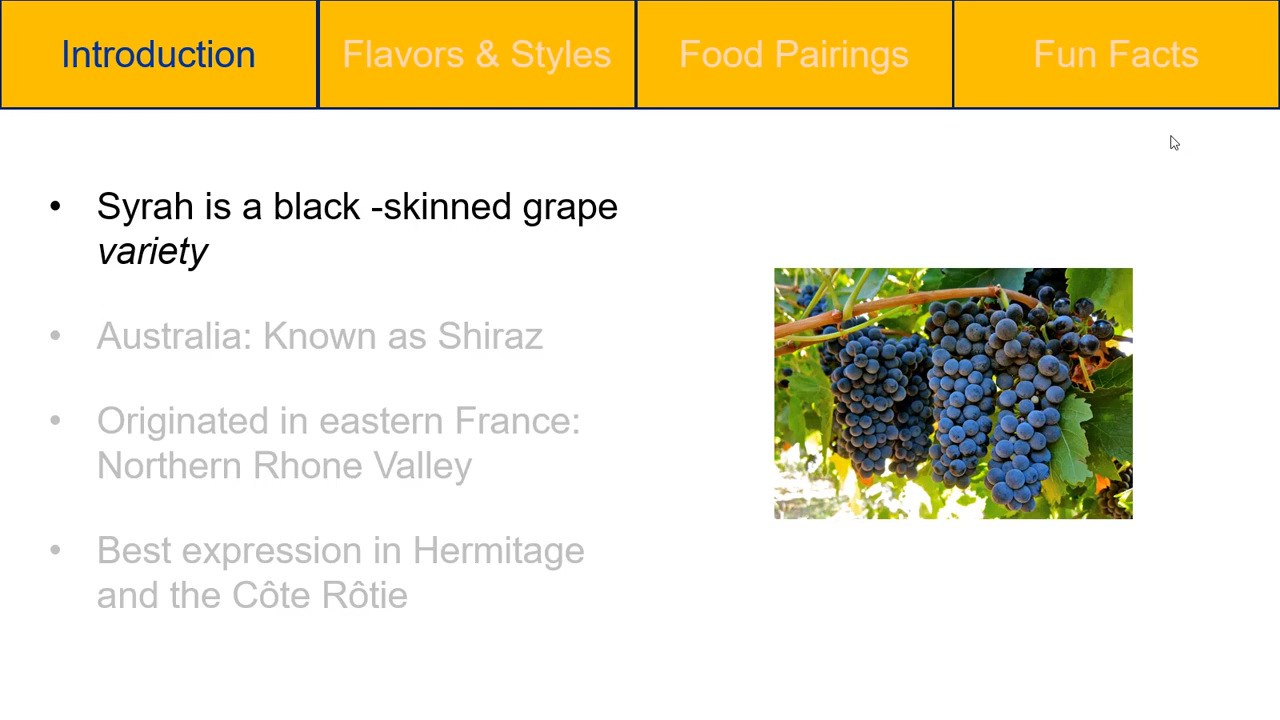 Introduction
Flavors & Styles
Food Pairings
Fun Facts
• Syrah is a black -skinned grape
variety
• Australia: Known as Shiraz
• Originated in eastern France:
Northern Rhone Valley
• Best expression in Hermitage
and the Côte Rôtie